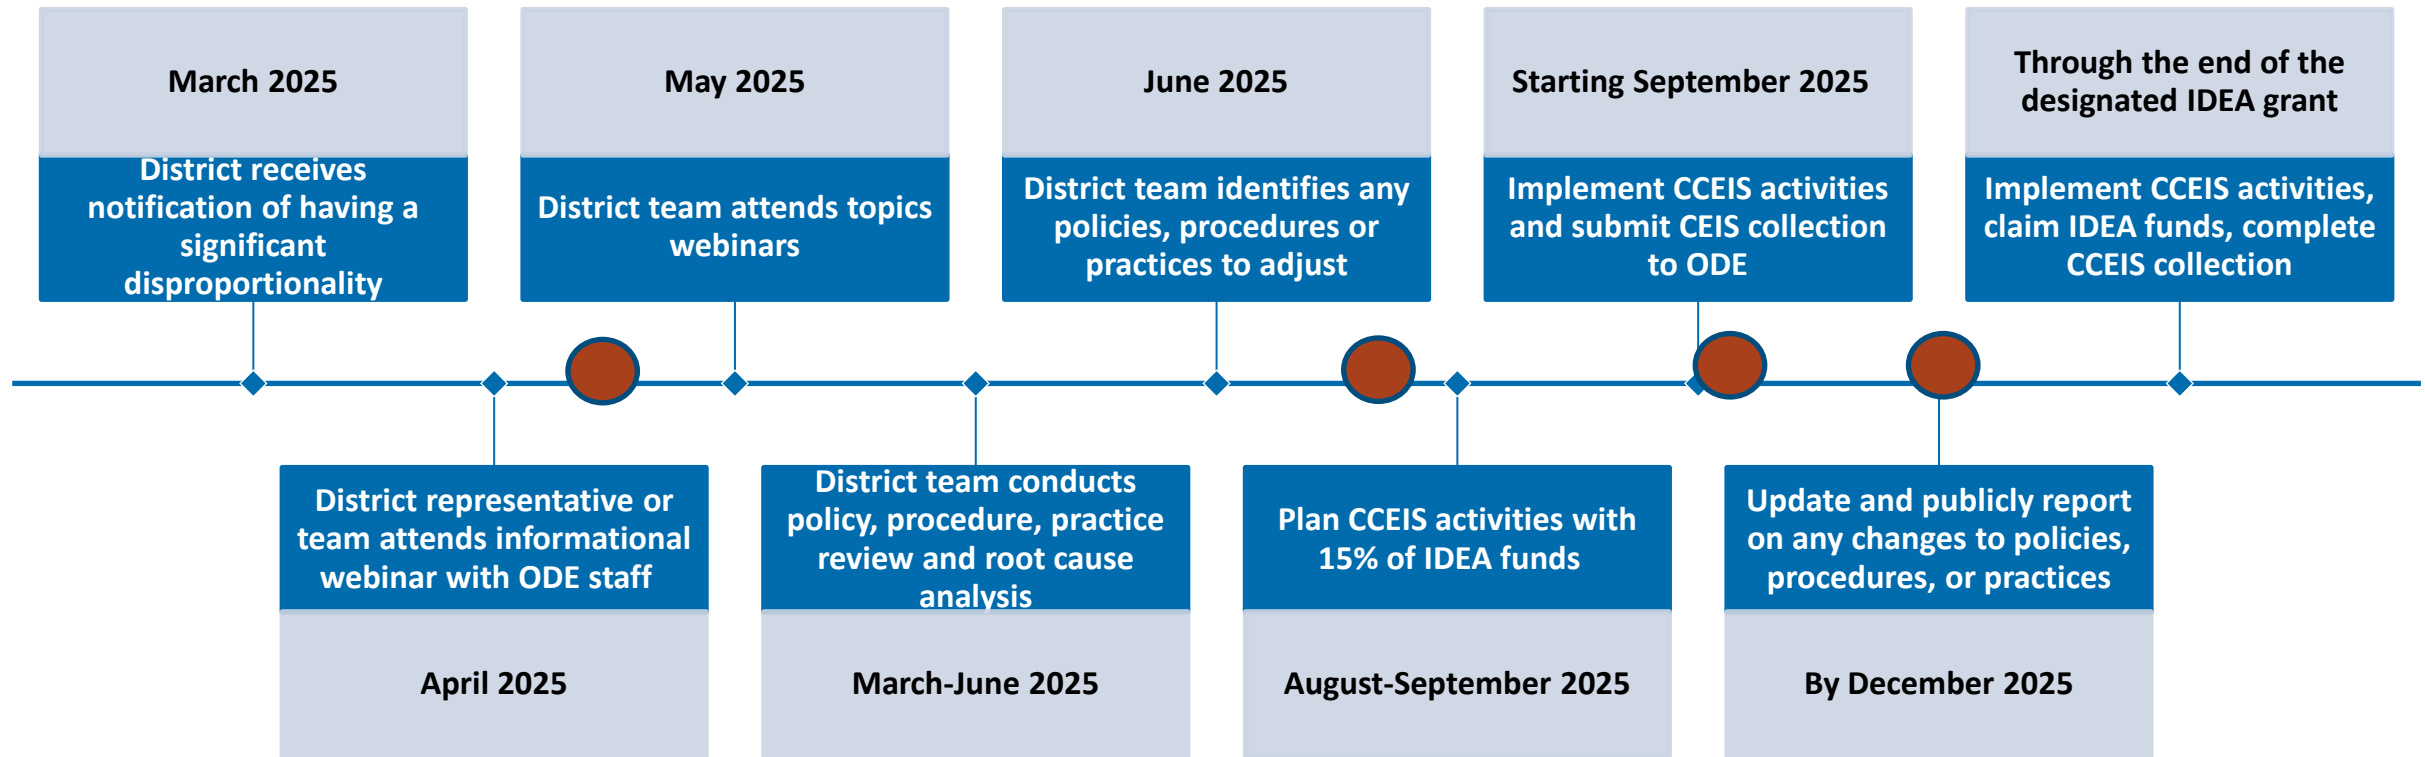 March 2025
District receives
notification of having a
significant
disproportionality
May 2025
District team attends topics
webinars
June 2025
District team identifies any
policies, procedures or
practices to adjust
Starting September 2025
Implement CCEIS activities
and submit CEIS collection
to ODE
Through the end of the
designated IDEA grant
Implement CCEIS activities,
claim IDEA funds, complete
CCEIS collection
District representative or
team attends informational
webinar with ODE staff
April 2025
District team conducts
policy, procedure, practice
review and root cause
analysis
March-June 2025
Plan CCEIS activities with
15% of IDEA funds
August-September 2025
Update and publicly report
on any changes to policies,
procedures, or practices
By December 2025